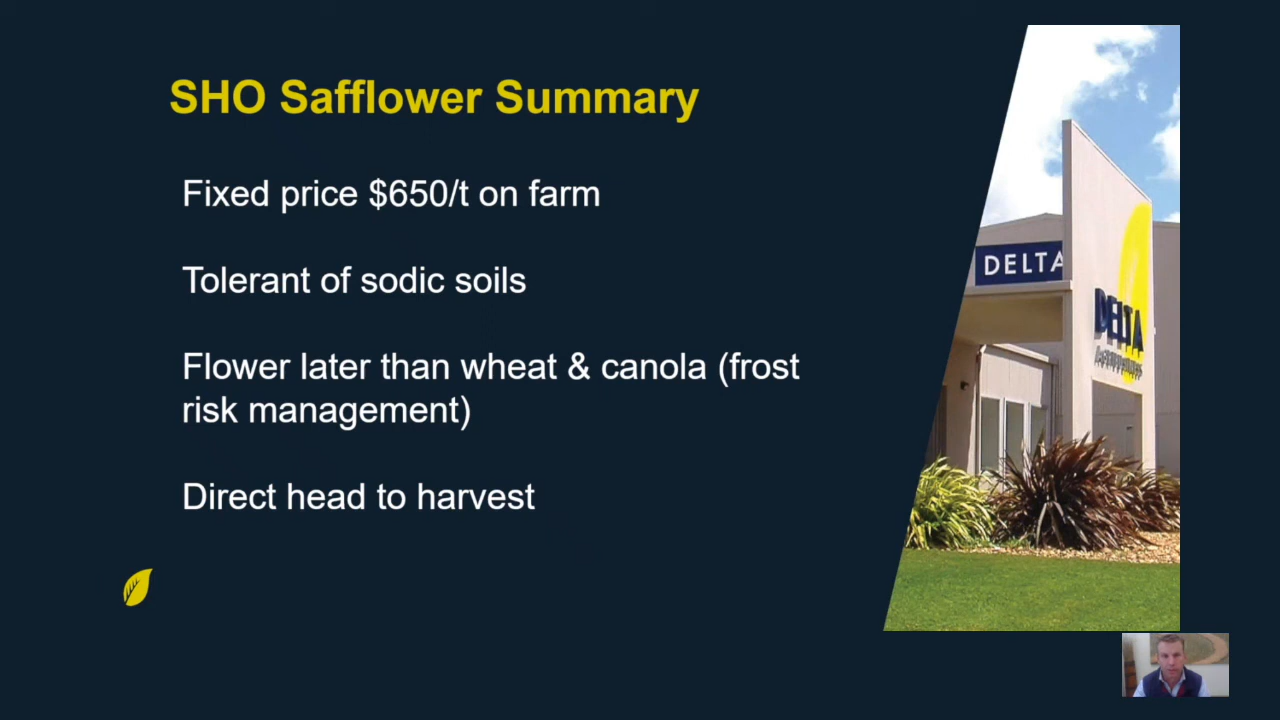 SHO Safflower Summary
Fixed price $650/t on farm
Tolerant of sodic soils
Flower later than wheat & canola (frost
risk management)
Direct head to harvest
DELTA
DELTA